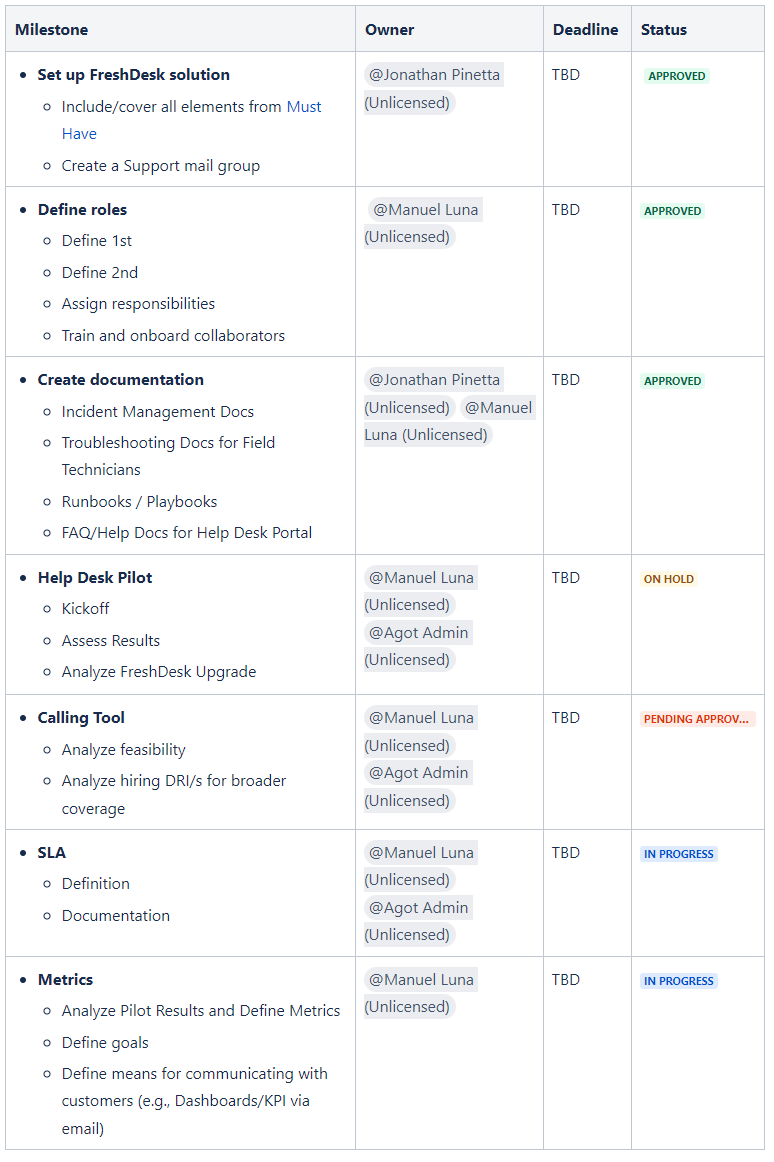 Milestone Owner Deadline Status
• Set up FreshDesk solution
@Jonathan Pinetta
(Unlicensed)
TBD
APPROVED
◦ Include/cover all elements from Must
Have
◦ Create a Support mail group
• Define roles
@Manuel Luna
(Unlicensed)
TBD
APPROVED
◦ Define 1st
◦ Define 2nd
◦ Assign responsibilities
◦ Train and onboard collaborators
• Create documentation
@Jonathan Pinetta
(Unlicensed) @Manuel
Luna (Unlicensed)
TBD
APPROVED
◦ Incident Management Docs
◦ Troubleshooting Docs for Field
Technicians
◦ Runbooks / Playbooks
◦ FAQ/Help Docs for Help Desk Portal
• Help Desk Pilot
@Manuel Luna
(Unlicensed)
@Agot Admin
(Unlicensed)
TBD
ON HOLD
◦ Kickoff
◦ Assess Results
◦ Analyze FreshDesk Upgrade
• Calling Tool
@Manuel Luna
(Unlicensed)
@Agot Admin
(Unlicensed)
TBD
PENDING APPROV...
◦ Analyze feasibility
◦ Analyze hiring DRI/s for broader
coverage
• SLA
@Manuel Luna
(Unlicensed)
@Agot Admin
(Unlicensed)
TBD
IN PROGRESS
◦ Definition
◦ Documentation
• Metrics
@Manuel Luna
(Unlicensed)
TBD
IN PROGRESS
◦ Analyze Pilot Results and Define Metrics
◦ Define goals
◦ Define means for communicating with
customers (e.g., Dashboards/KPI via
email)